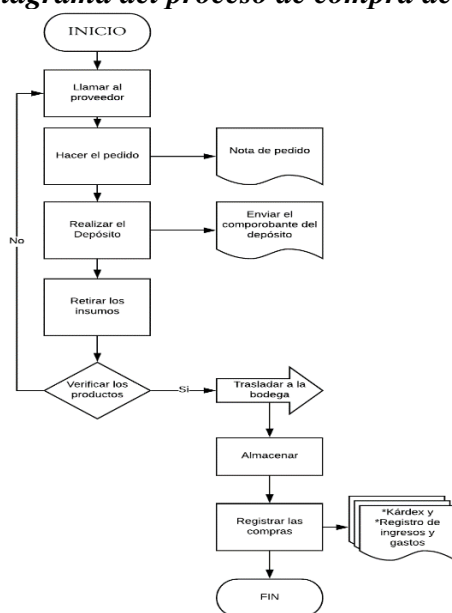 diagrama del proceso de compra de
INICIO
Llamar al
proveedor
Hacer el pedido
Nota de pedido
Realizar el
Depósito
Enviar el
comporobante del
depósito
No
Retirar los
insumos
Verificar los
productos
Si
Trasladar a la
bodega
Almacenar
Registrar las
compras
*Kárdex y
*Registro de
ingresos y
gastos
FIN